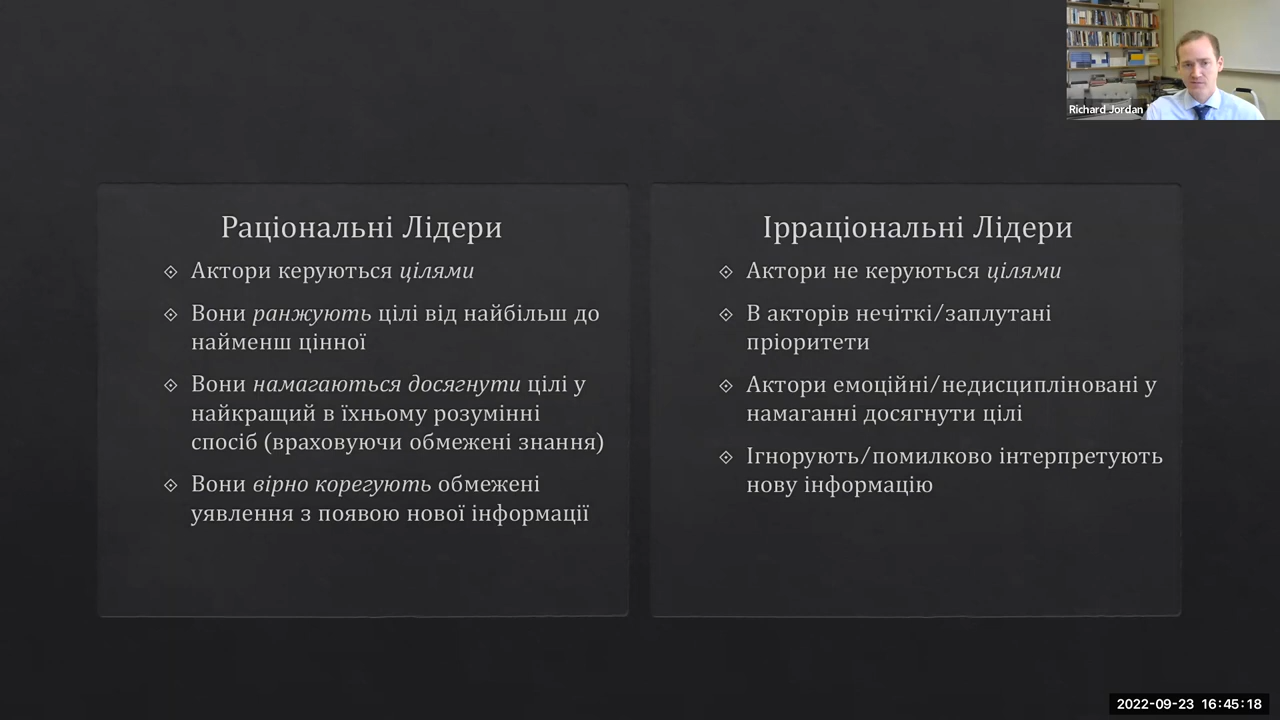 Richard Jordan
Раціональні Лідери
Актори керуються цілями
Вони ранжують цілі від найбільш до
найменш цінної
Вони намагаються досягнути цілі у
найкращий в їхньому розумінні
спосіб (враховуючи обмежені знання)
Вони вірно корегують обмежені
уявлення з появою нової інформації
Ірраціональні Лідери
Актори не керуються цілями
В акторів нечіткі/заплутані
пріоритети
Актори емоційні/недисципліновані у
намаганні досягнути цілі
Ігнорують/помилково інтерпретують
нову інформацію
2022-09-23 16:45:18